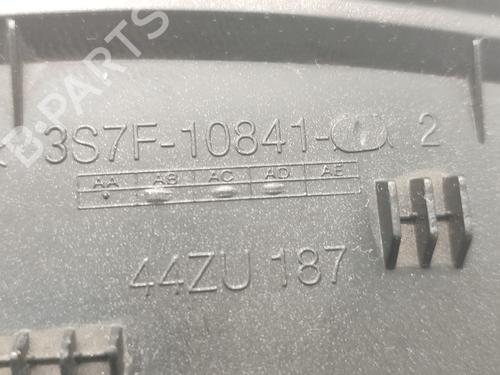 B-PARTS
3S7F-10841- 2
AA AB AC AD AE
44ZU 187